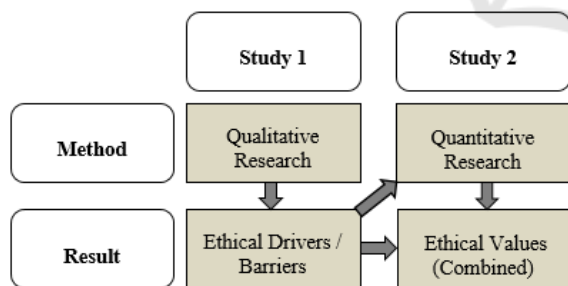 Study 1
Study 2
Method
Qualitative
Research
Quantitative
Research
Result
Ethical Drivers /
Barriers
Ethical Values
(Combined)